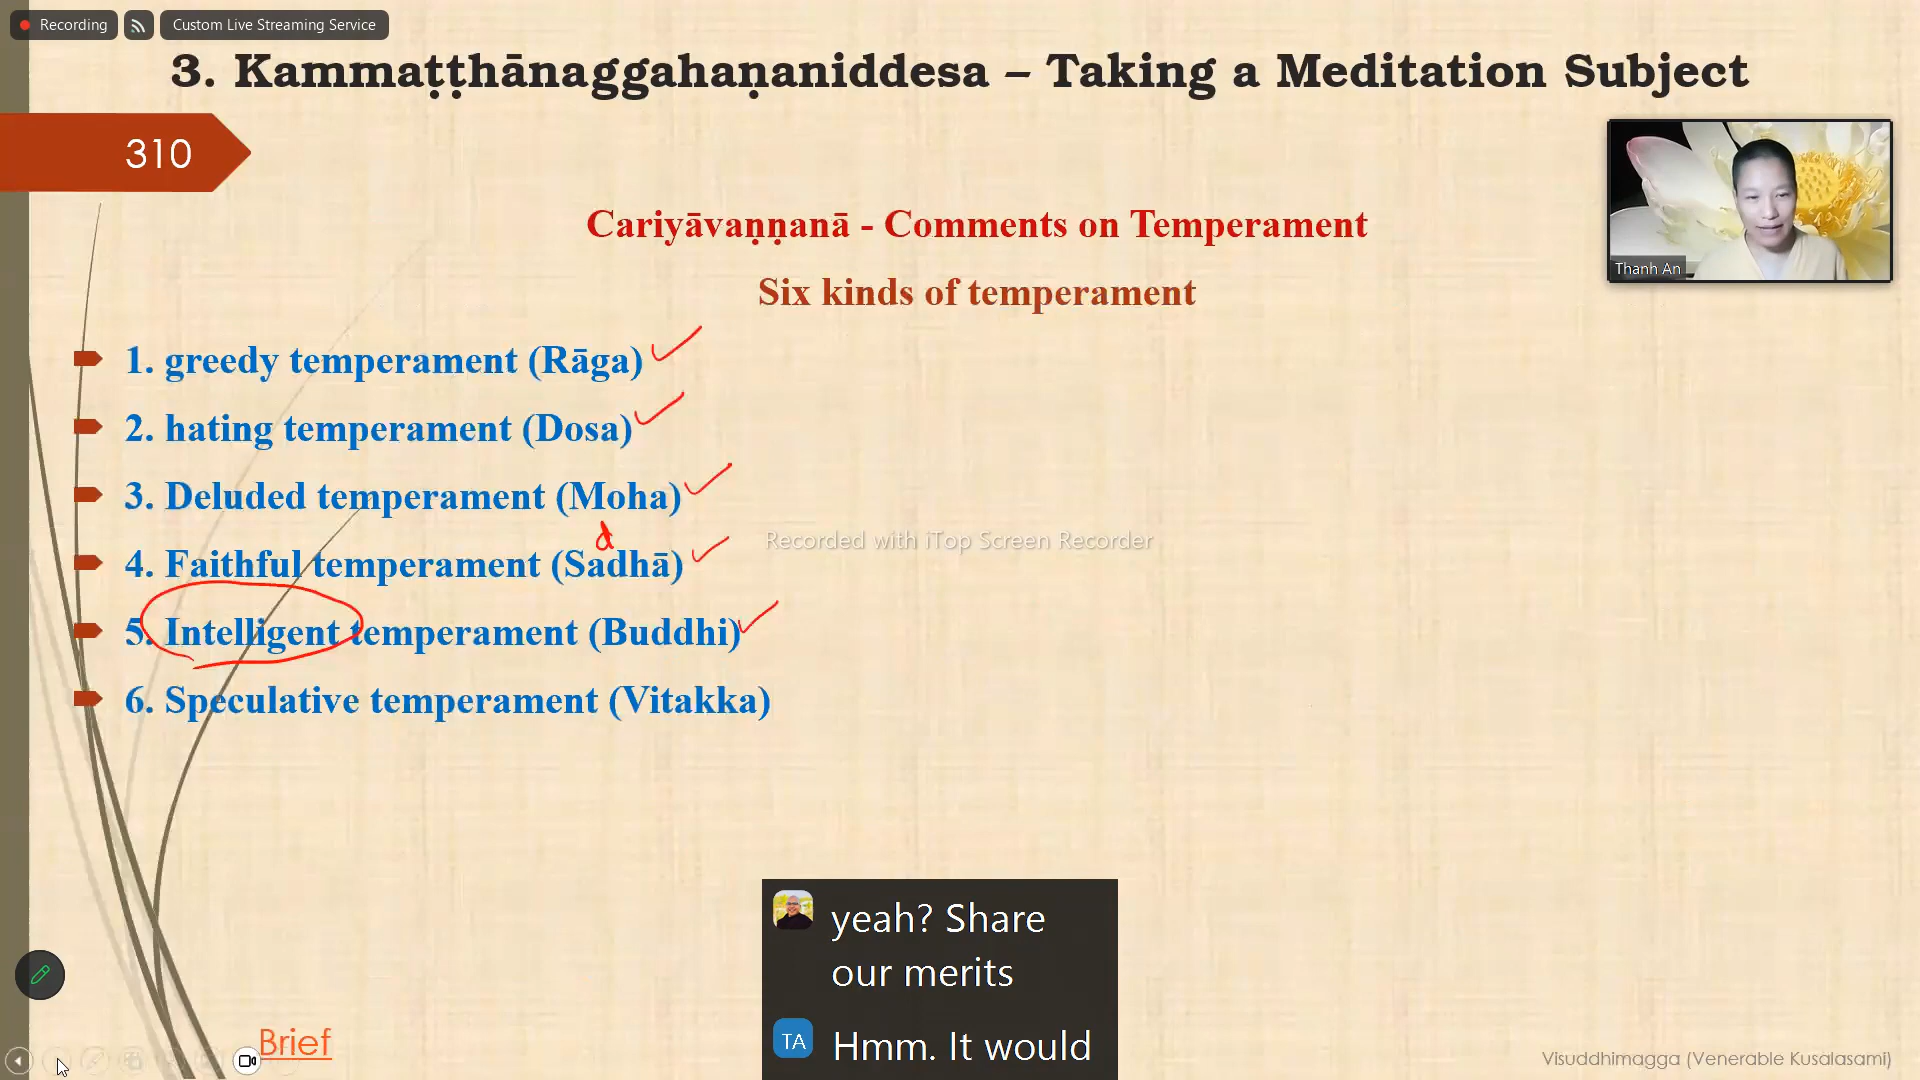 Recording
Custom Live Streaming Service
3. Kammaṭṭhānaggahaṇaniddesa – Taking a Meditation Subject
310
Cariyāvaṇṇanā - Comments on Temperament
Thanh An
Six kinds of temperament
1. greedy temperament (Rāga)
2. hating temperament (Dosa)
3. Deluded temperament (Moha)
d
Recorded with iTop Screen Recorder
4. Faithful temperament (Sadhā)
5. Intelligent temperament (Buddhi)
6. Speculative temperament (Vitakka)
yeah? Share
our merits
TA
Hmm. It would
Brief
Visuddhimagga (Venerable Kusalasami)